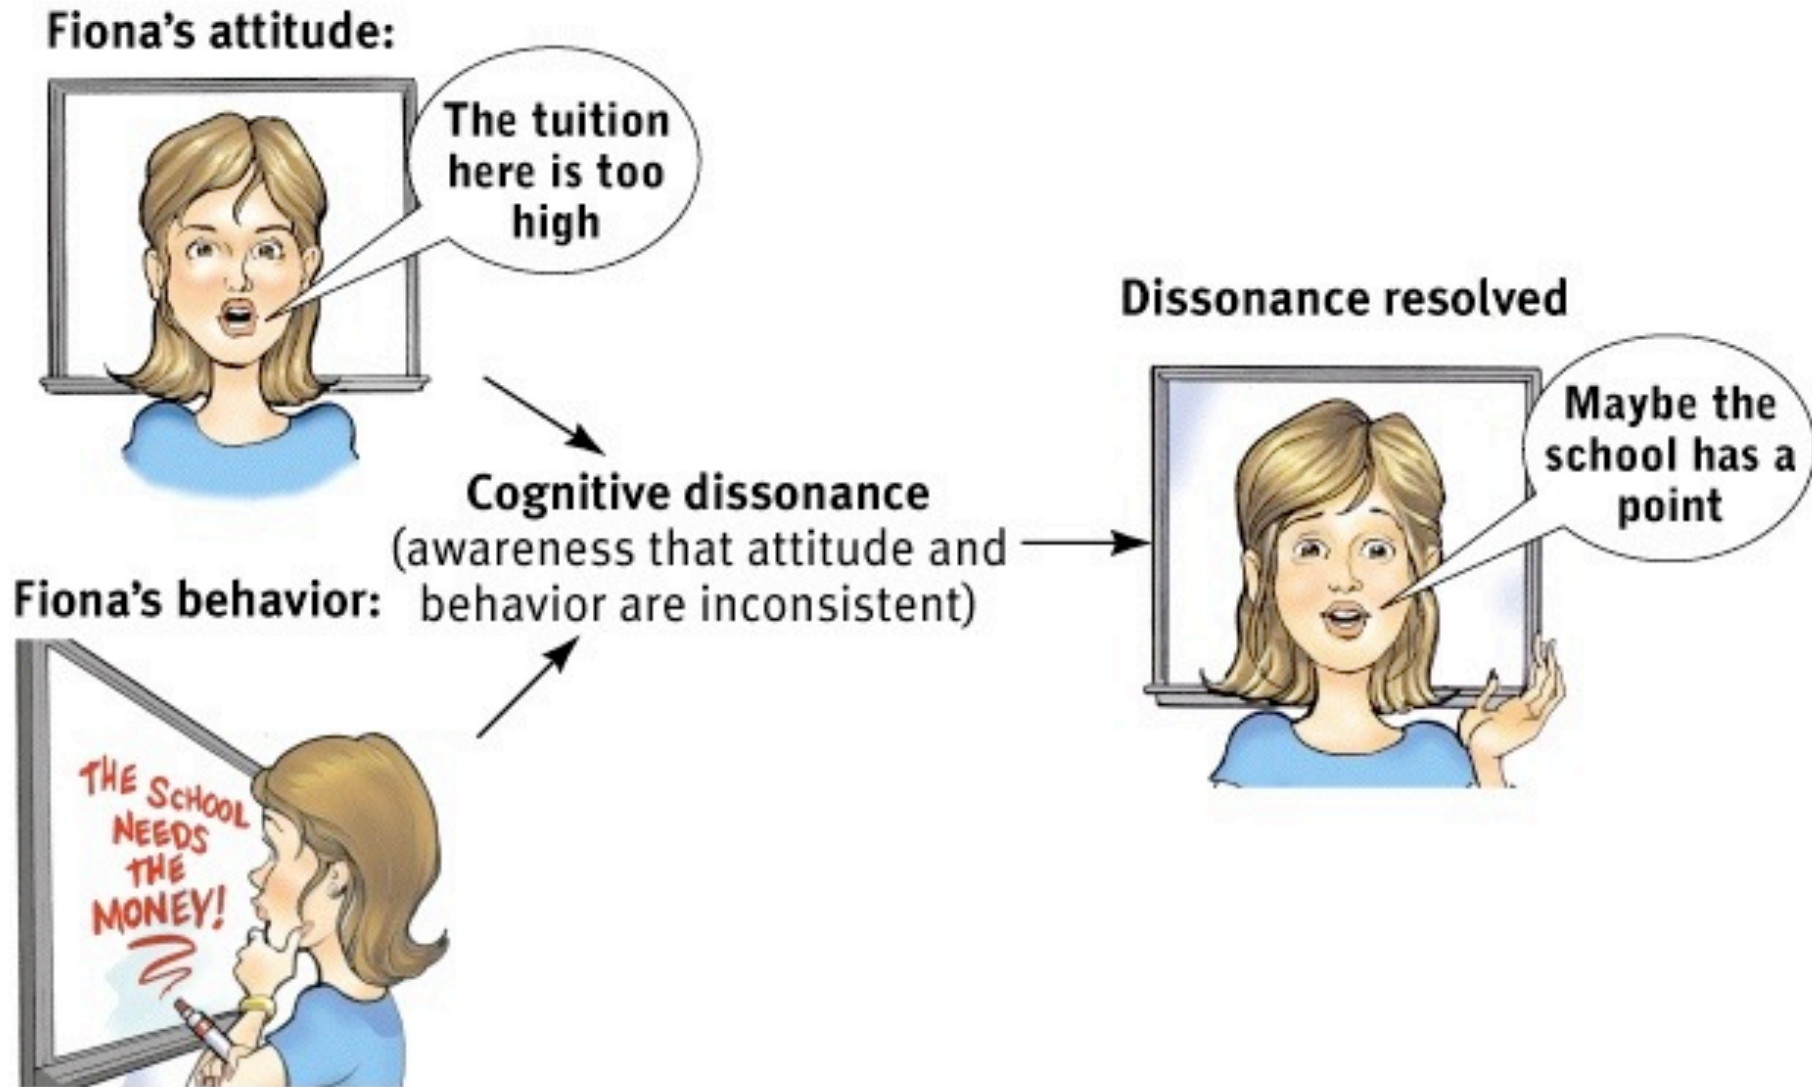 Fiona's attitude:
The tuition
here is too
high
Cognitive dissonance
(awareness that attitude and
behavior are inconsistent)
Fiona's behavior:
THE SCHOOL
NEEDS
THE
MONEY!
Dissonance resolved
Maybe the
school has a
point